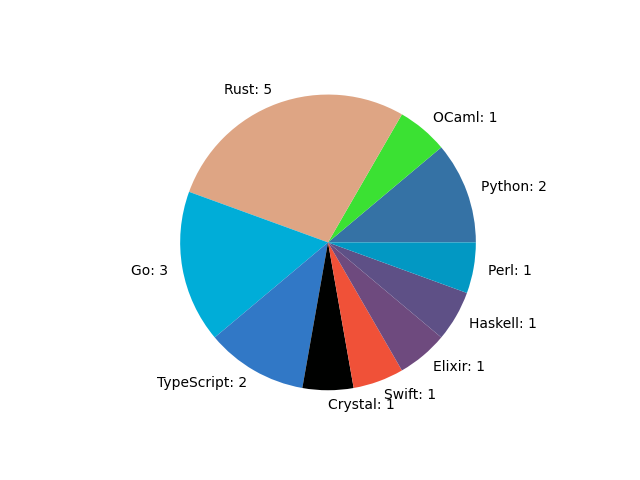 Rust: 5
OCaml: 1
Python: 2
Go: 3
Perl: 1
Haskell: 1
Elixir: 1
TypeScript: 2
Swift: 1
Crystal: 1